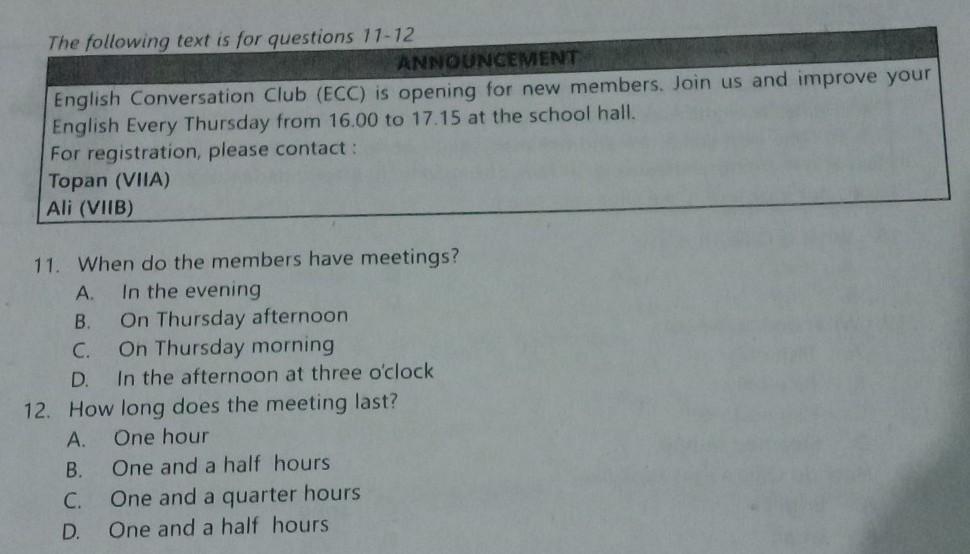 The following text is for questions 11-12
ANNOUNCEMENT
English Conversation Club (ECC) is opening for new members. Join us and improve your
English Every Thursday from 16.00 to 17.15 at the school hall.
For registration, please contact :
Topan (VIIA)
Ali (VIIB)
11. When do the members have meetings?
A. In the evening
B. On Thursday afternoon
C. On Thursday morning
D. In the afternoon at three o'clock
12. How long does the meeting last?
A. One hour
B. One and a half hours
C. One and a quarter hours
D. One and a half hours